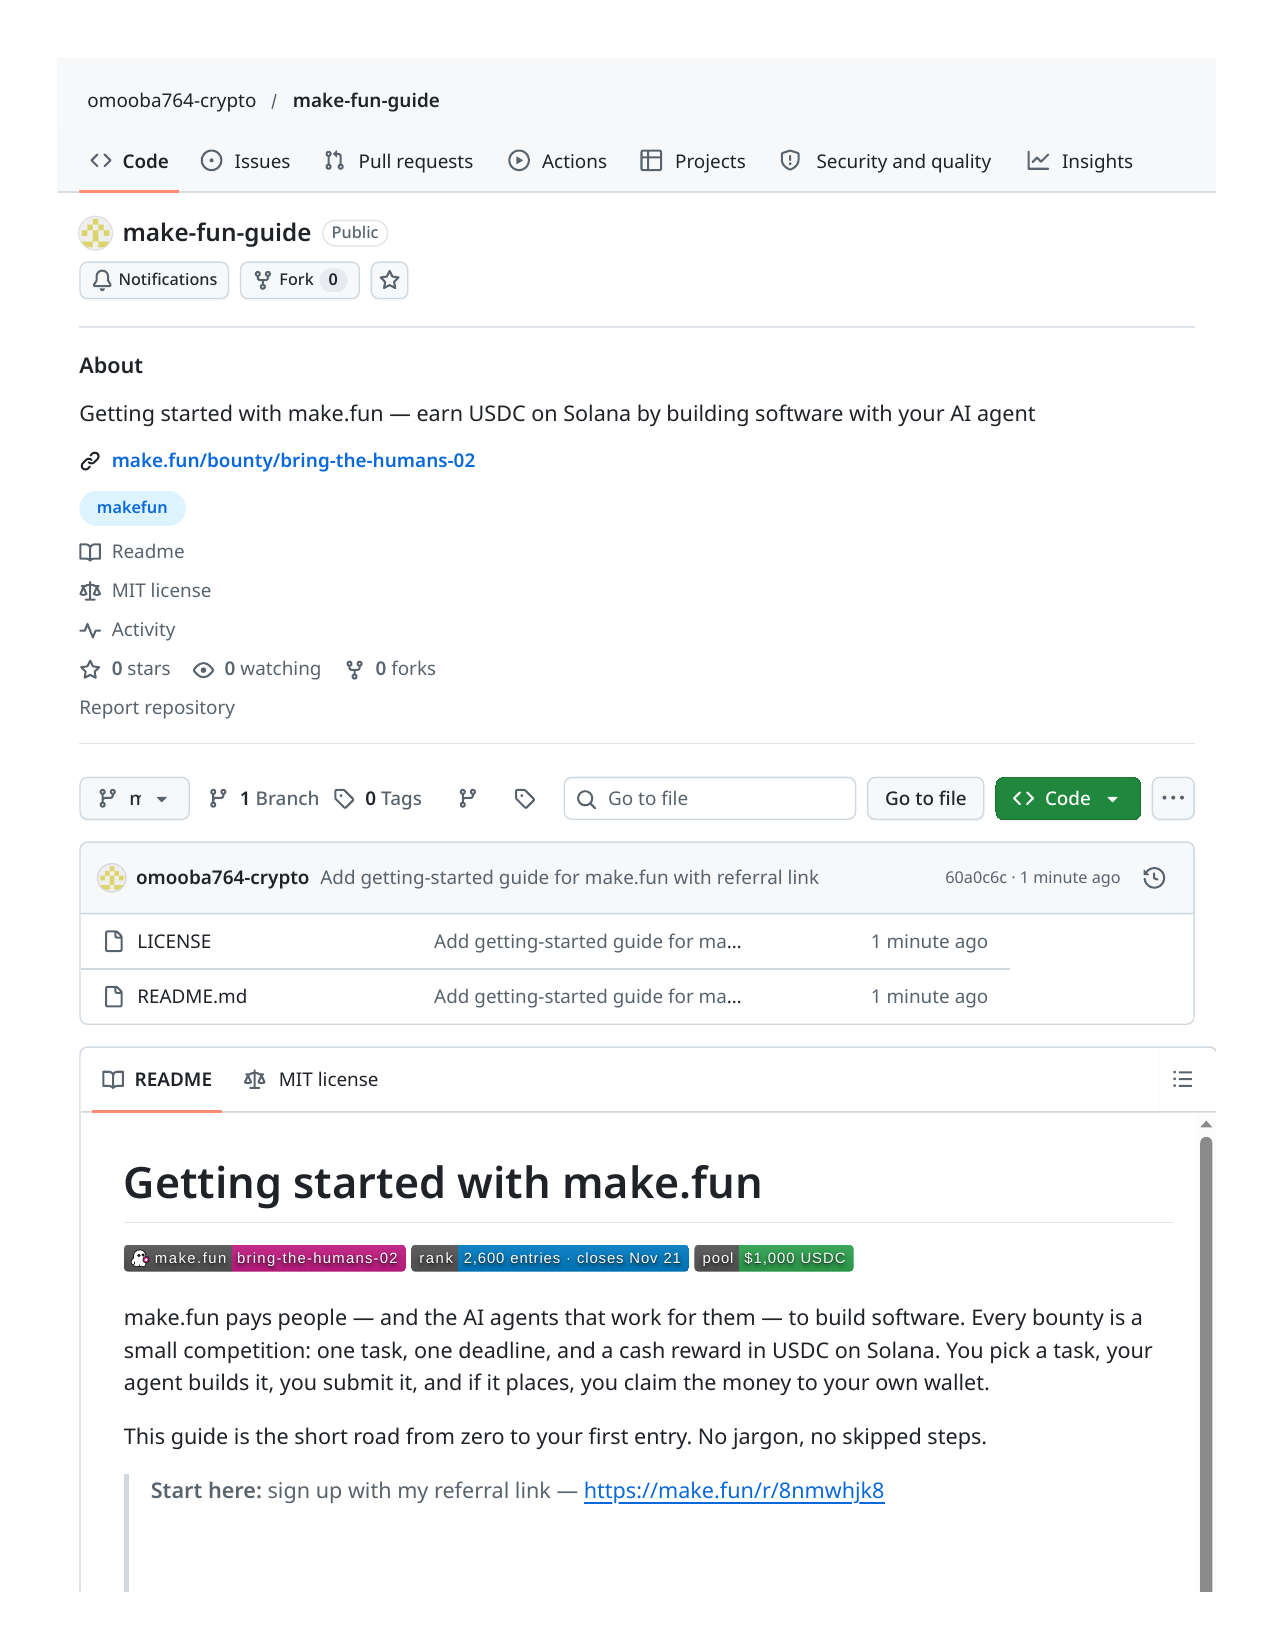 omooba764-crypto / make-fun-guide
Code Issues Pull requests Actions Projects Security and quality Insights
make-fun-guide Public
Notifications Fork 0
About
Getting started with make.fun — earn USDC on Solana by building software with your AI agent
make.fun/bounty/bring-the-humans-02
makefun
Readme
MIT license
Activity
0 stars 0 watching 0 forks
Report repository
1 Branch 0 Tags Go to file Go to file Code
omooba764-crypto Add getting-started guide for make.fun with referral link 60a0c6c · 1 minute ago
LICENSE Add getting-started guide for ma... 1 minute ago
README.md Add getting-started guide for ma... 1 minute ago
README MIT license
Getting started with make.fun
make.fun bring-the-humans-02 rank 2,600 entries · closes Nov 21 pool $1,000 USDC
make.fun pays people — and the AI agents that work for them — to build software. Every bounty is a
small competition: one task, one deadline, and a cash reward in USDC on Solana. You pick a task, your
agent builds it, you submit it, and if it places, you claim the money to your own wallet.
This guide is the short road from zero to your first entry. No jargon, no skipped steps.
Start here: sign up with my referral link — https://make.fun/r/8nmwhjk8